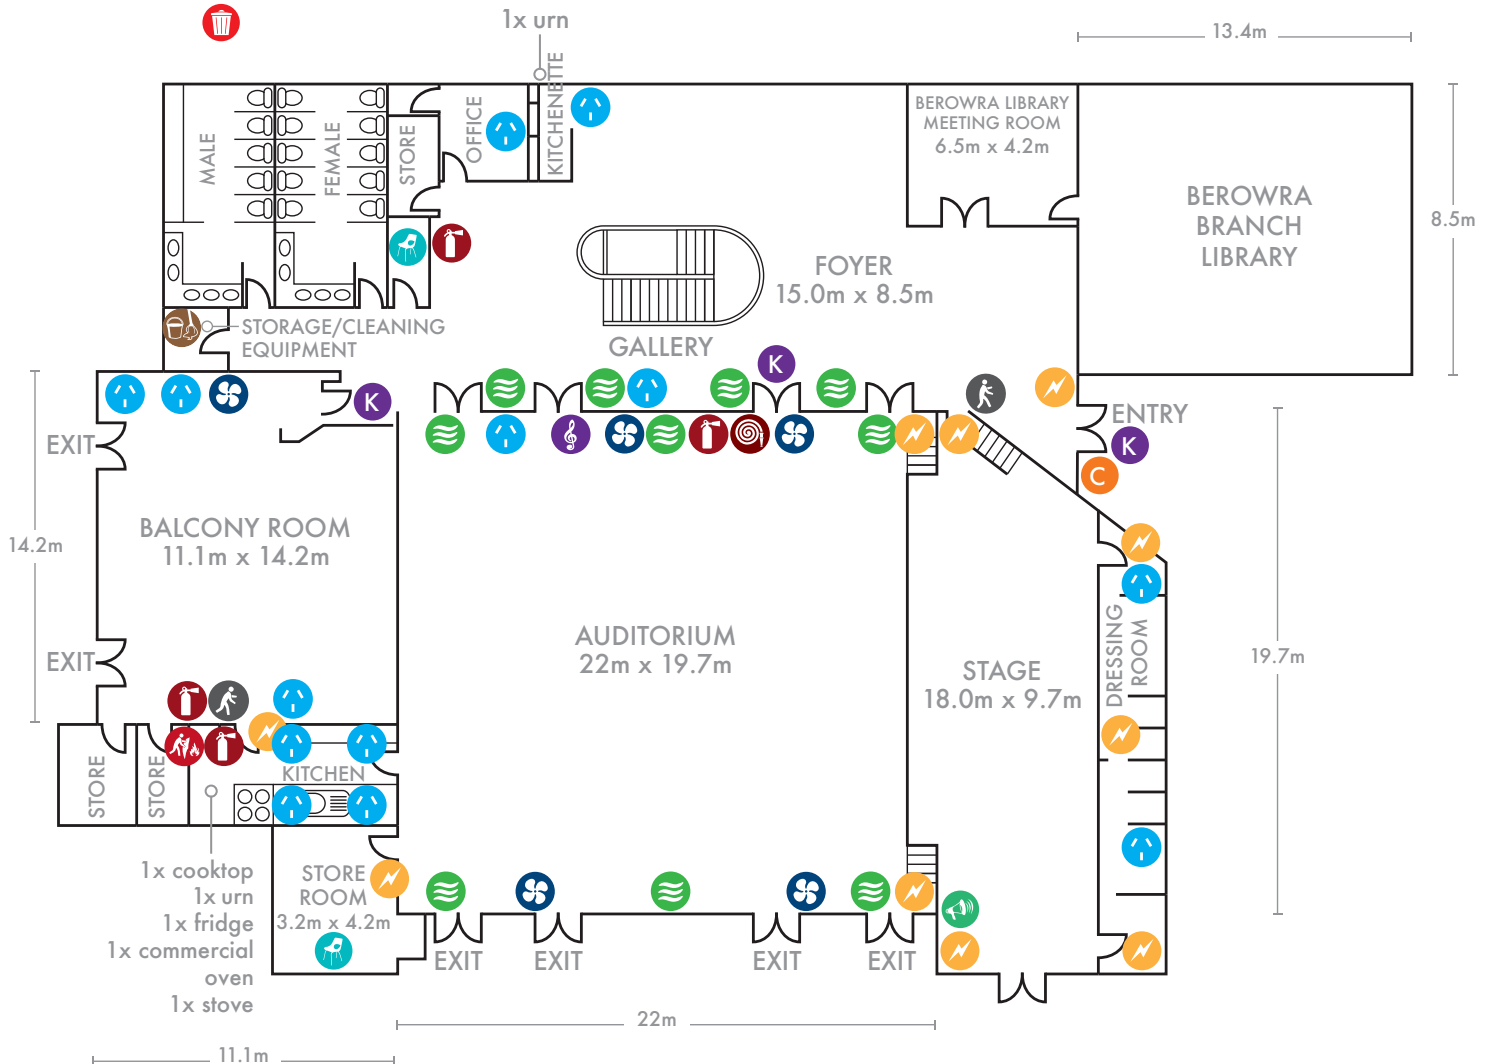 1x urn
13.4m
KITCHENETTE
OFFICE
MALE
FEMALE
STORE
BEROWRA LIBRARY
MEETING ROOM
6.5m x 4.2m
BEROWRA
BRANCH
LIBRARY
8.5m
FOYER
15.0m x 8.5m
STORAGE/CLEANING
EQUIPMENT
GALLERY
K
K
ENTRY
K
C
EXIT
BALCONY ROOM
11.1m x 14.2m
14.2m
EXIT
AUDITORIUM
22m x 19.7m
STAGE
18.0m x 9.7m
DRESSING
ROOM
19.7m
STORE
STORE
KITCHEN
1x cooktop
1x urn
1x fridge
1x commercial
oven
1x stove
STORE
ROOM
3.2m x 4.2m
EXIT
EXIT
EXIT
EXIT
22m
11.1m